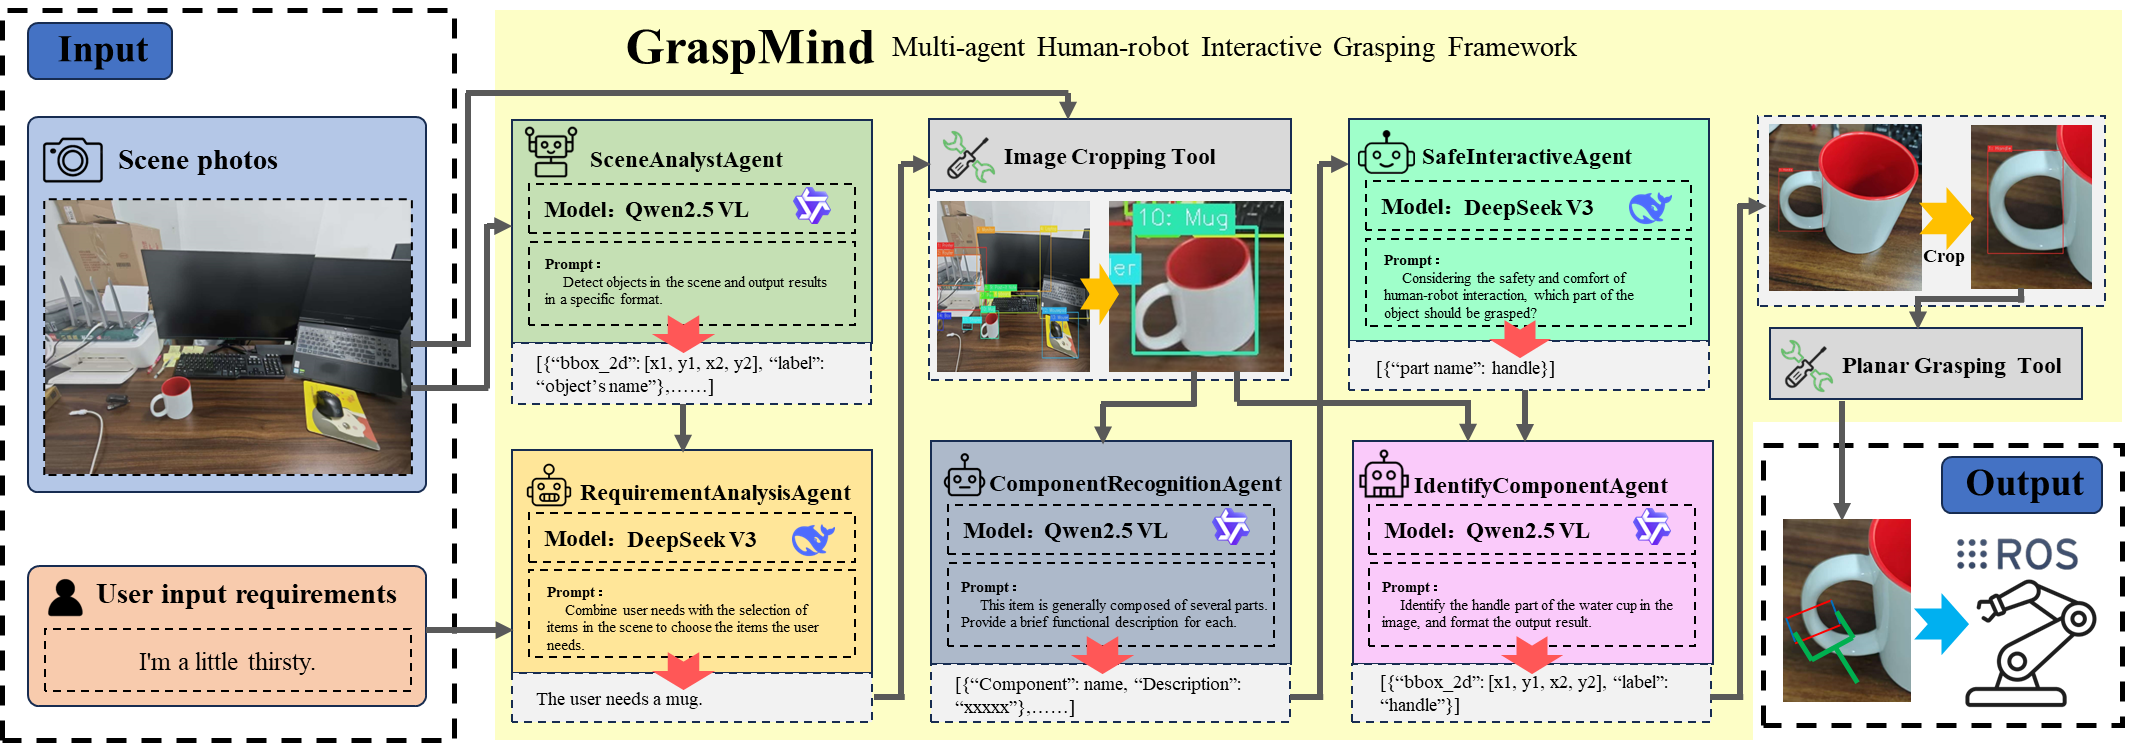 Input
GraspMind Multi-agent Human-robot Interactive Grasping Framework
Scene photos
User input requirements
I'm a little thirsty.
SceneAnalystAgent
Model: Qwen2.5 VL
Prompt:
Detect objects in the scene and output results
in a specific format.
[{“bbox_2d”: [x1, y1, x2, y2], “label”:
“object’s name”},……]
RequirementAnalysisAgent
Model: DeepSeek V3
Prompt:
Combine user needs with the selection of
items in the scene to choose the items the user
needs.
The user needs a mug.
Image Cropping Tool
10: Mug
ComponentRecognitionAgent
Model: Qwen2.5 VL
Prompt:
This item is generally composed of several parts.
Provide a brief functional description for each.
[{“Component”: name, “Description”:
“xxxxx”},……]
SafeInteractiveAgent
Model: DeepSeek V3
Prompt:
Considering the safety and comfort of
human-robot interaction, which part of the
object should be grasped?
[{“part name”: handle}]
IdentifyComponentAgent
Model: Qwen2.5 VL
Prompt:
Identify the handle part of the water cup in the
image, and format the output result.
[{“bbox_2d”: [x1, y1, x2, y2], “label”:
“handle”}]
Crop
Planar Grasping Tool
Output
ROS